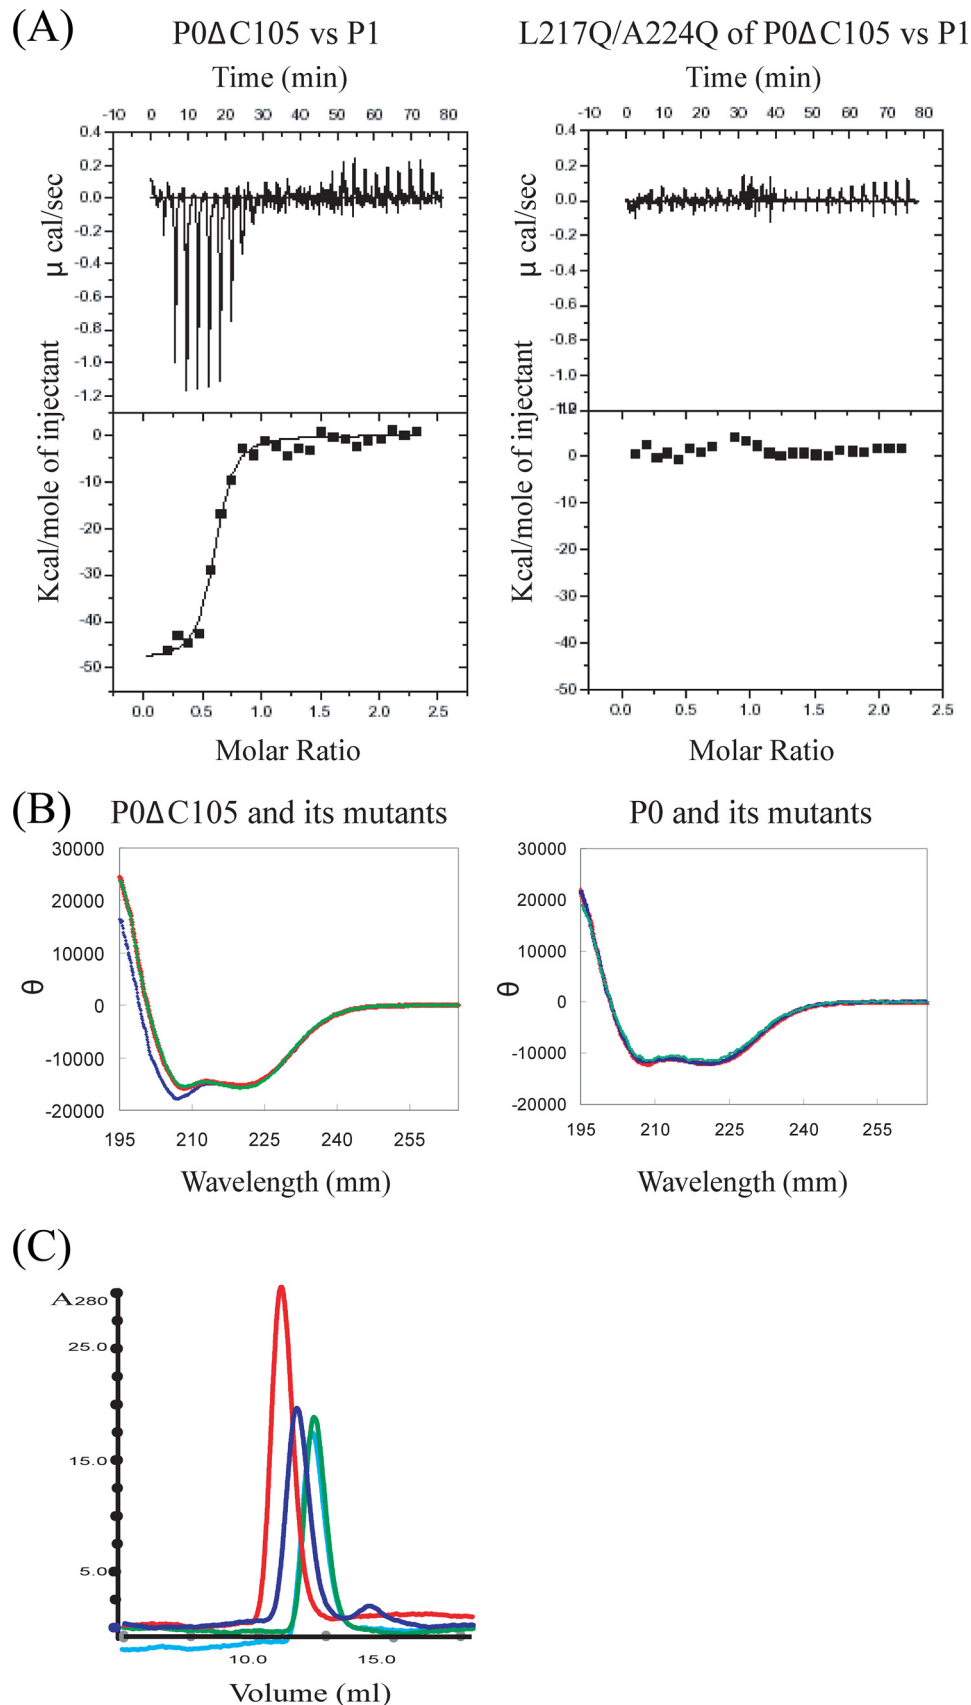 (A)
P0ΔC105 vs P1
L217Q/A224Q of P0ΔC105 vs P1
Time (min)
Time (min)
-10 0 10 20 30 40 50 60 70 80
-10 0 10 20 30 40 50 60 70 80
0.4
0.2
0.0
-0.2
-0.4
-0.6
-0.8
-1.0
-1.2
μ cal/sec
0.4
0.2
0.0
-0.2
-0.4
-0.6
-0.8
-1.0
μ cal/sec
0
-10
-20
-30
-40
-50
Kcal/mole of injectant
0
-10
-20
-30
-40
-50
Kcal/mole of injectant
0.0 0.5 1.0 1.5 2.0 2.5
0.0 0.5 1.0 1.5 2.0 2.5
Molar Ratio
Molar Ratio
(B)
P0ΔC105 and its mutants
P0 and its mutants
30000
20000
10000
0
-10000
-20000
θ
30000
20000
10000
0
-10000
-20000
θ
195 210 225 240 255
195 210 225 240 255
Wavelength (mm)
Wavelength (mm)
(C)
A280
25.0
15.0
5.0
10.0 15.0
Volume (ml)